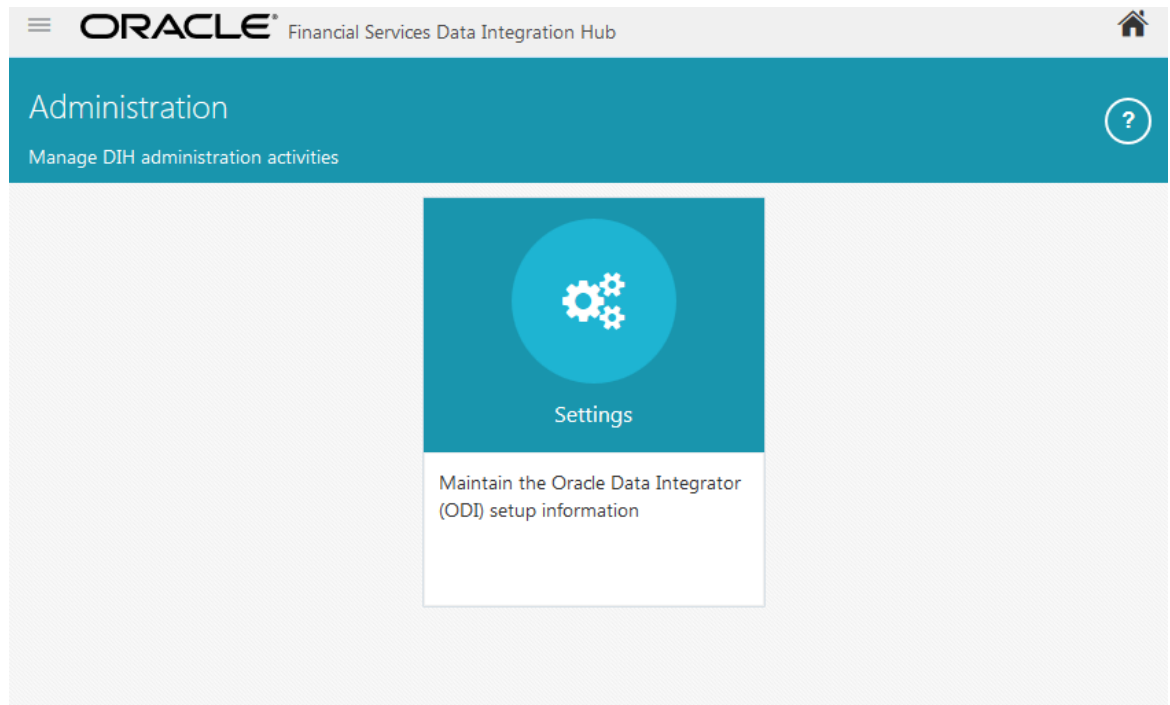 ORACLE® Financial Services Data Integration Hub
Administration
?
Manage DIH administration activities
Settings
Maintain the Oracle Data Integrator
(ODI) setup information